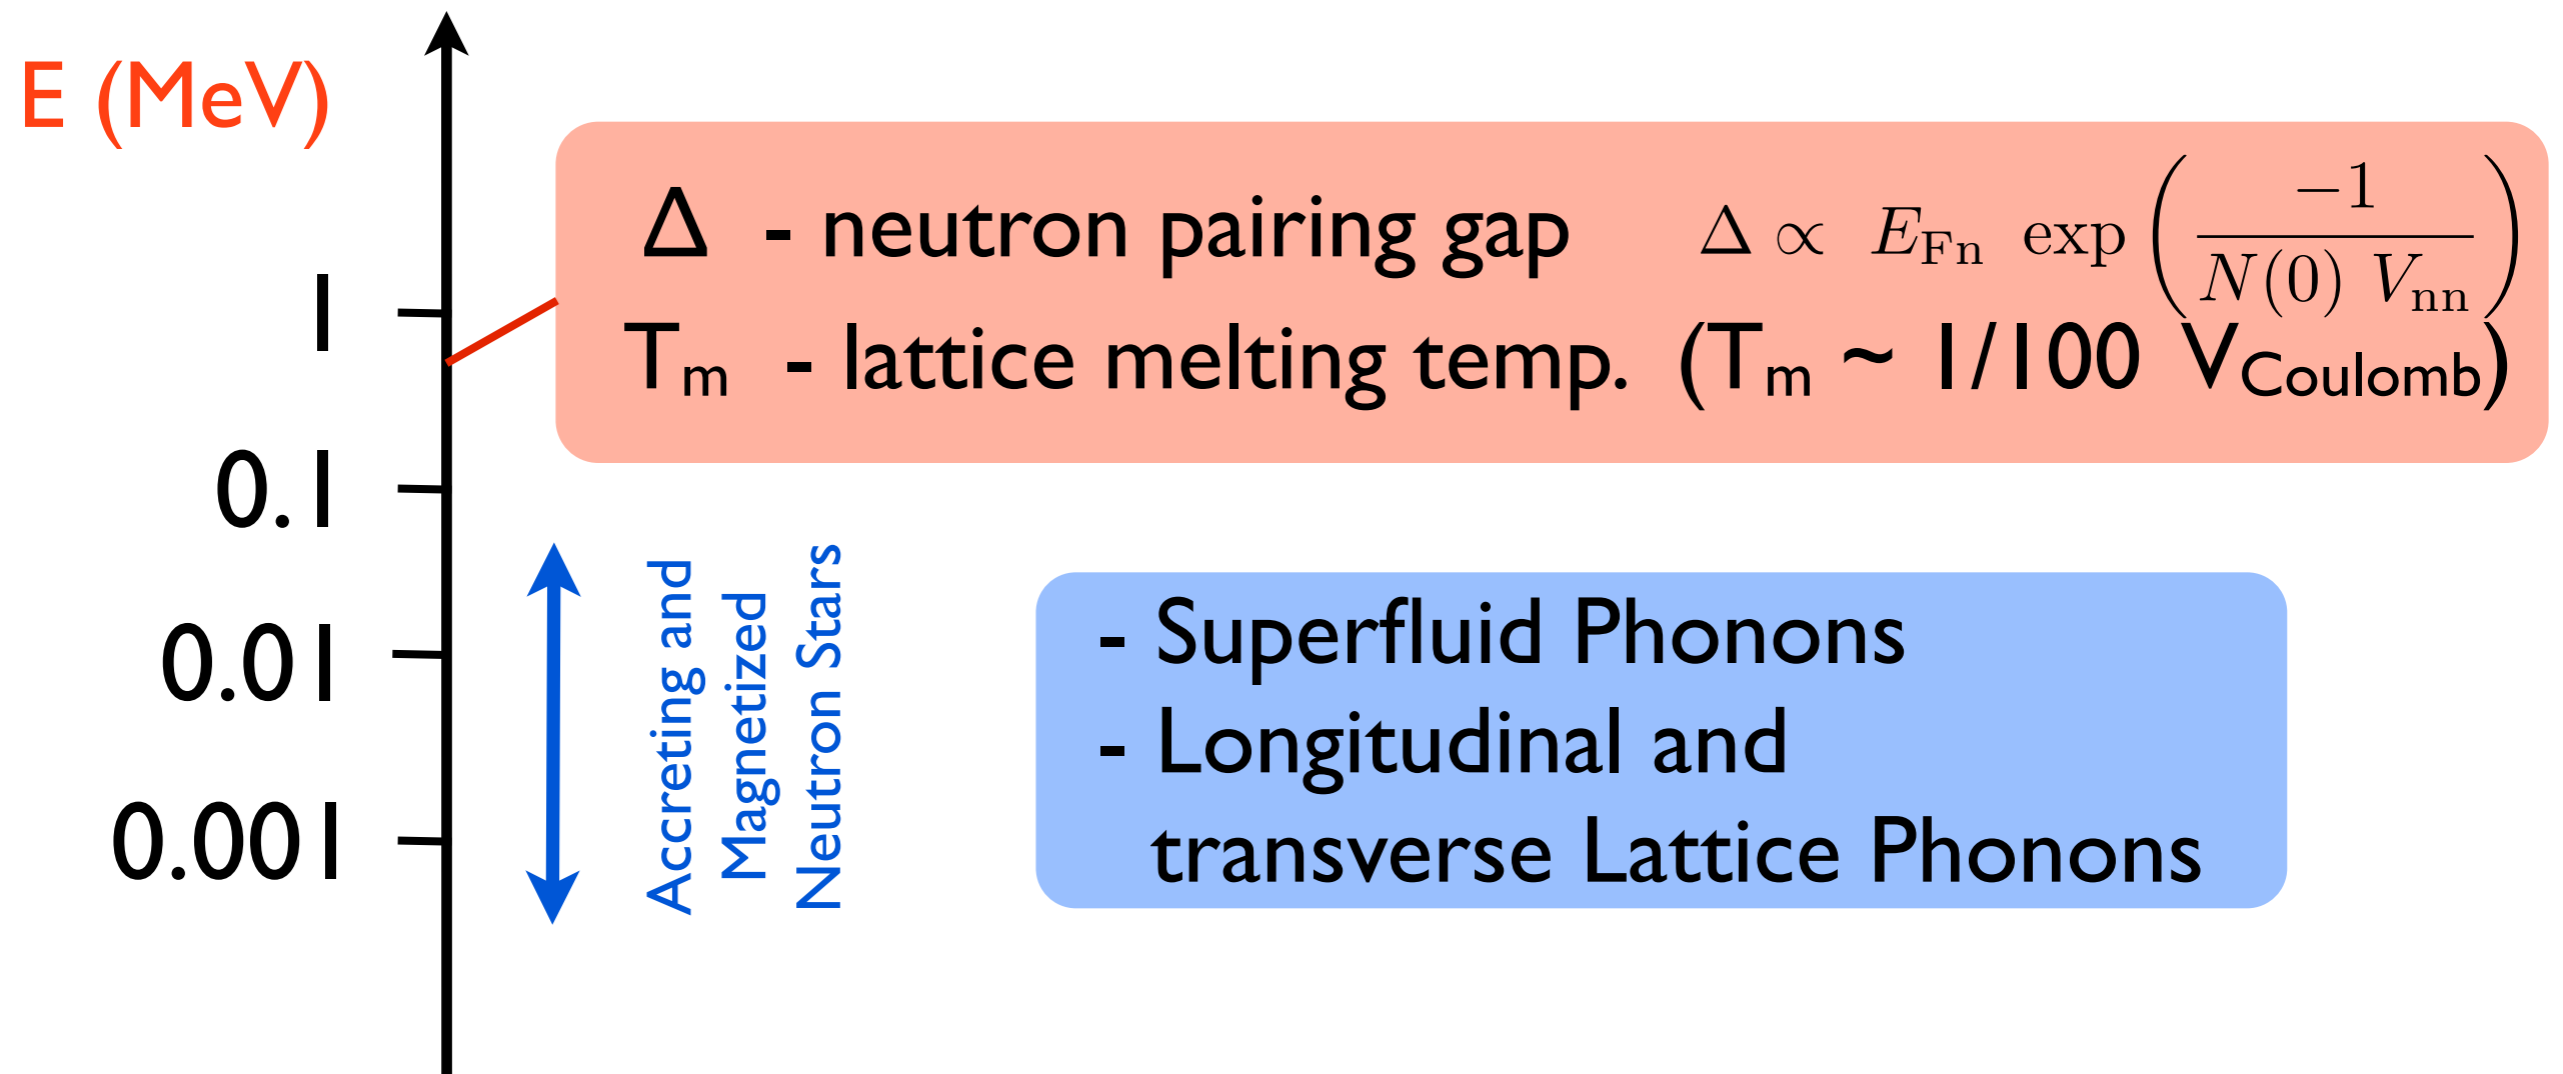 E (MeV)
Δ - neutron pairing gap Δ ∝ E_Fn exp(−1 / N(0) V_nn)
T_m - lattice melting temp. (T_m ~ 1/100 V_Coulomb)
1
0.1
0.01
0.001
Accreting and
Magnetized
Neutron Stars
- Superfluid Phonons
- Longitudinal and
transverse Lattice Phonons